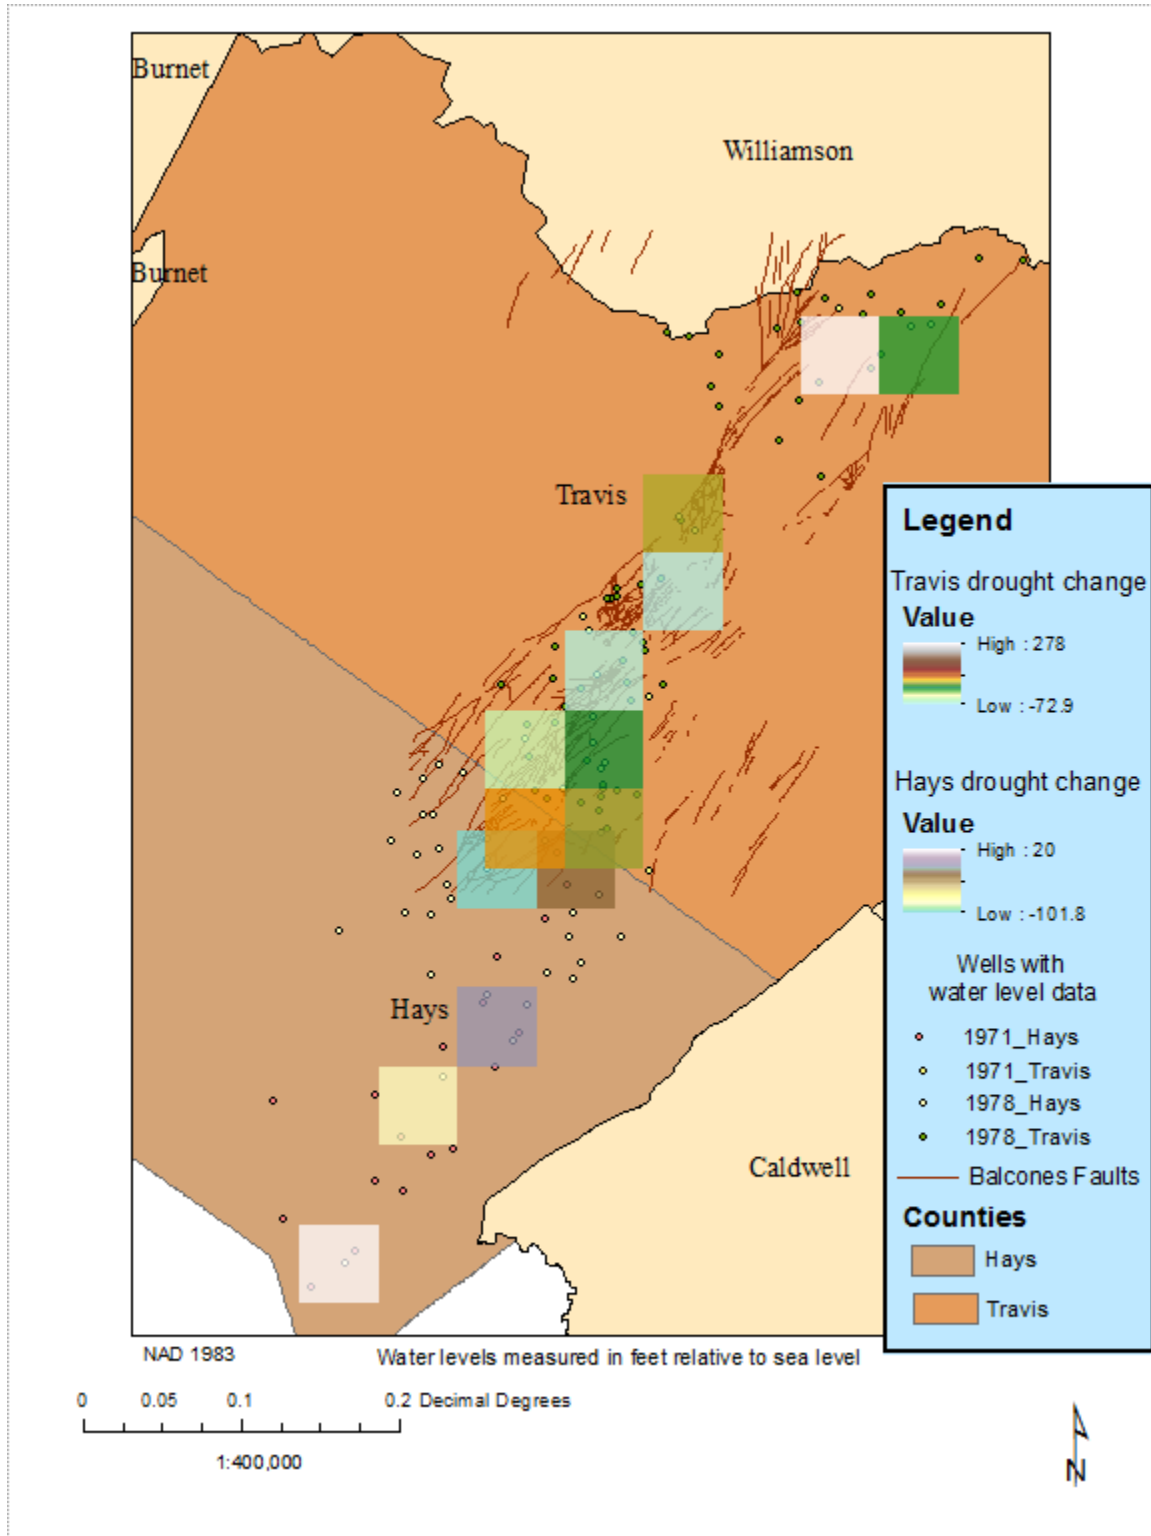 Burnet
Williamson
Burnet
Travis
Hays
Caldwell
Legend
Travis drought change
Value
High : 278
Low : -72.9
Hays drought change
Value
High : 20
Low : -101.8
Wells with
water level data
1971_Hays
1971_Travis
1978_Hays
1978_Travis
Balcones Faults
Counties
Hays
Travis
NAD 1983
Water levels measured in feet relative to sea level
0 0.05 0.1 0.2 Decimal Degrees
1:400,000
N